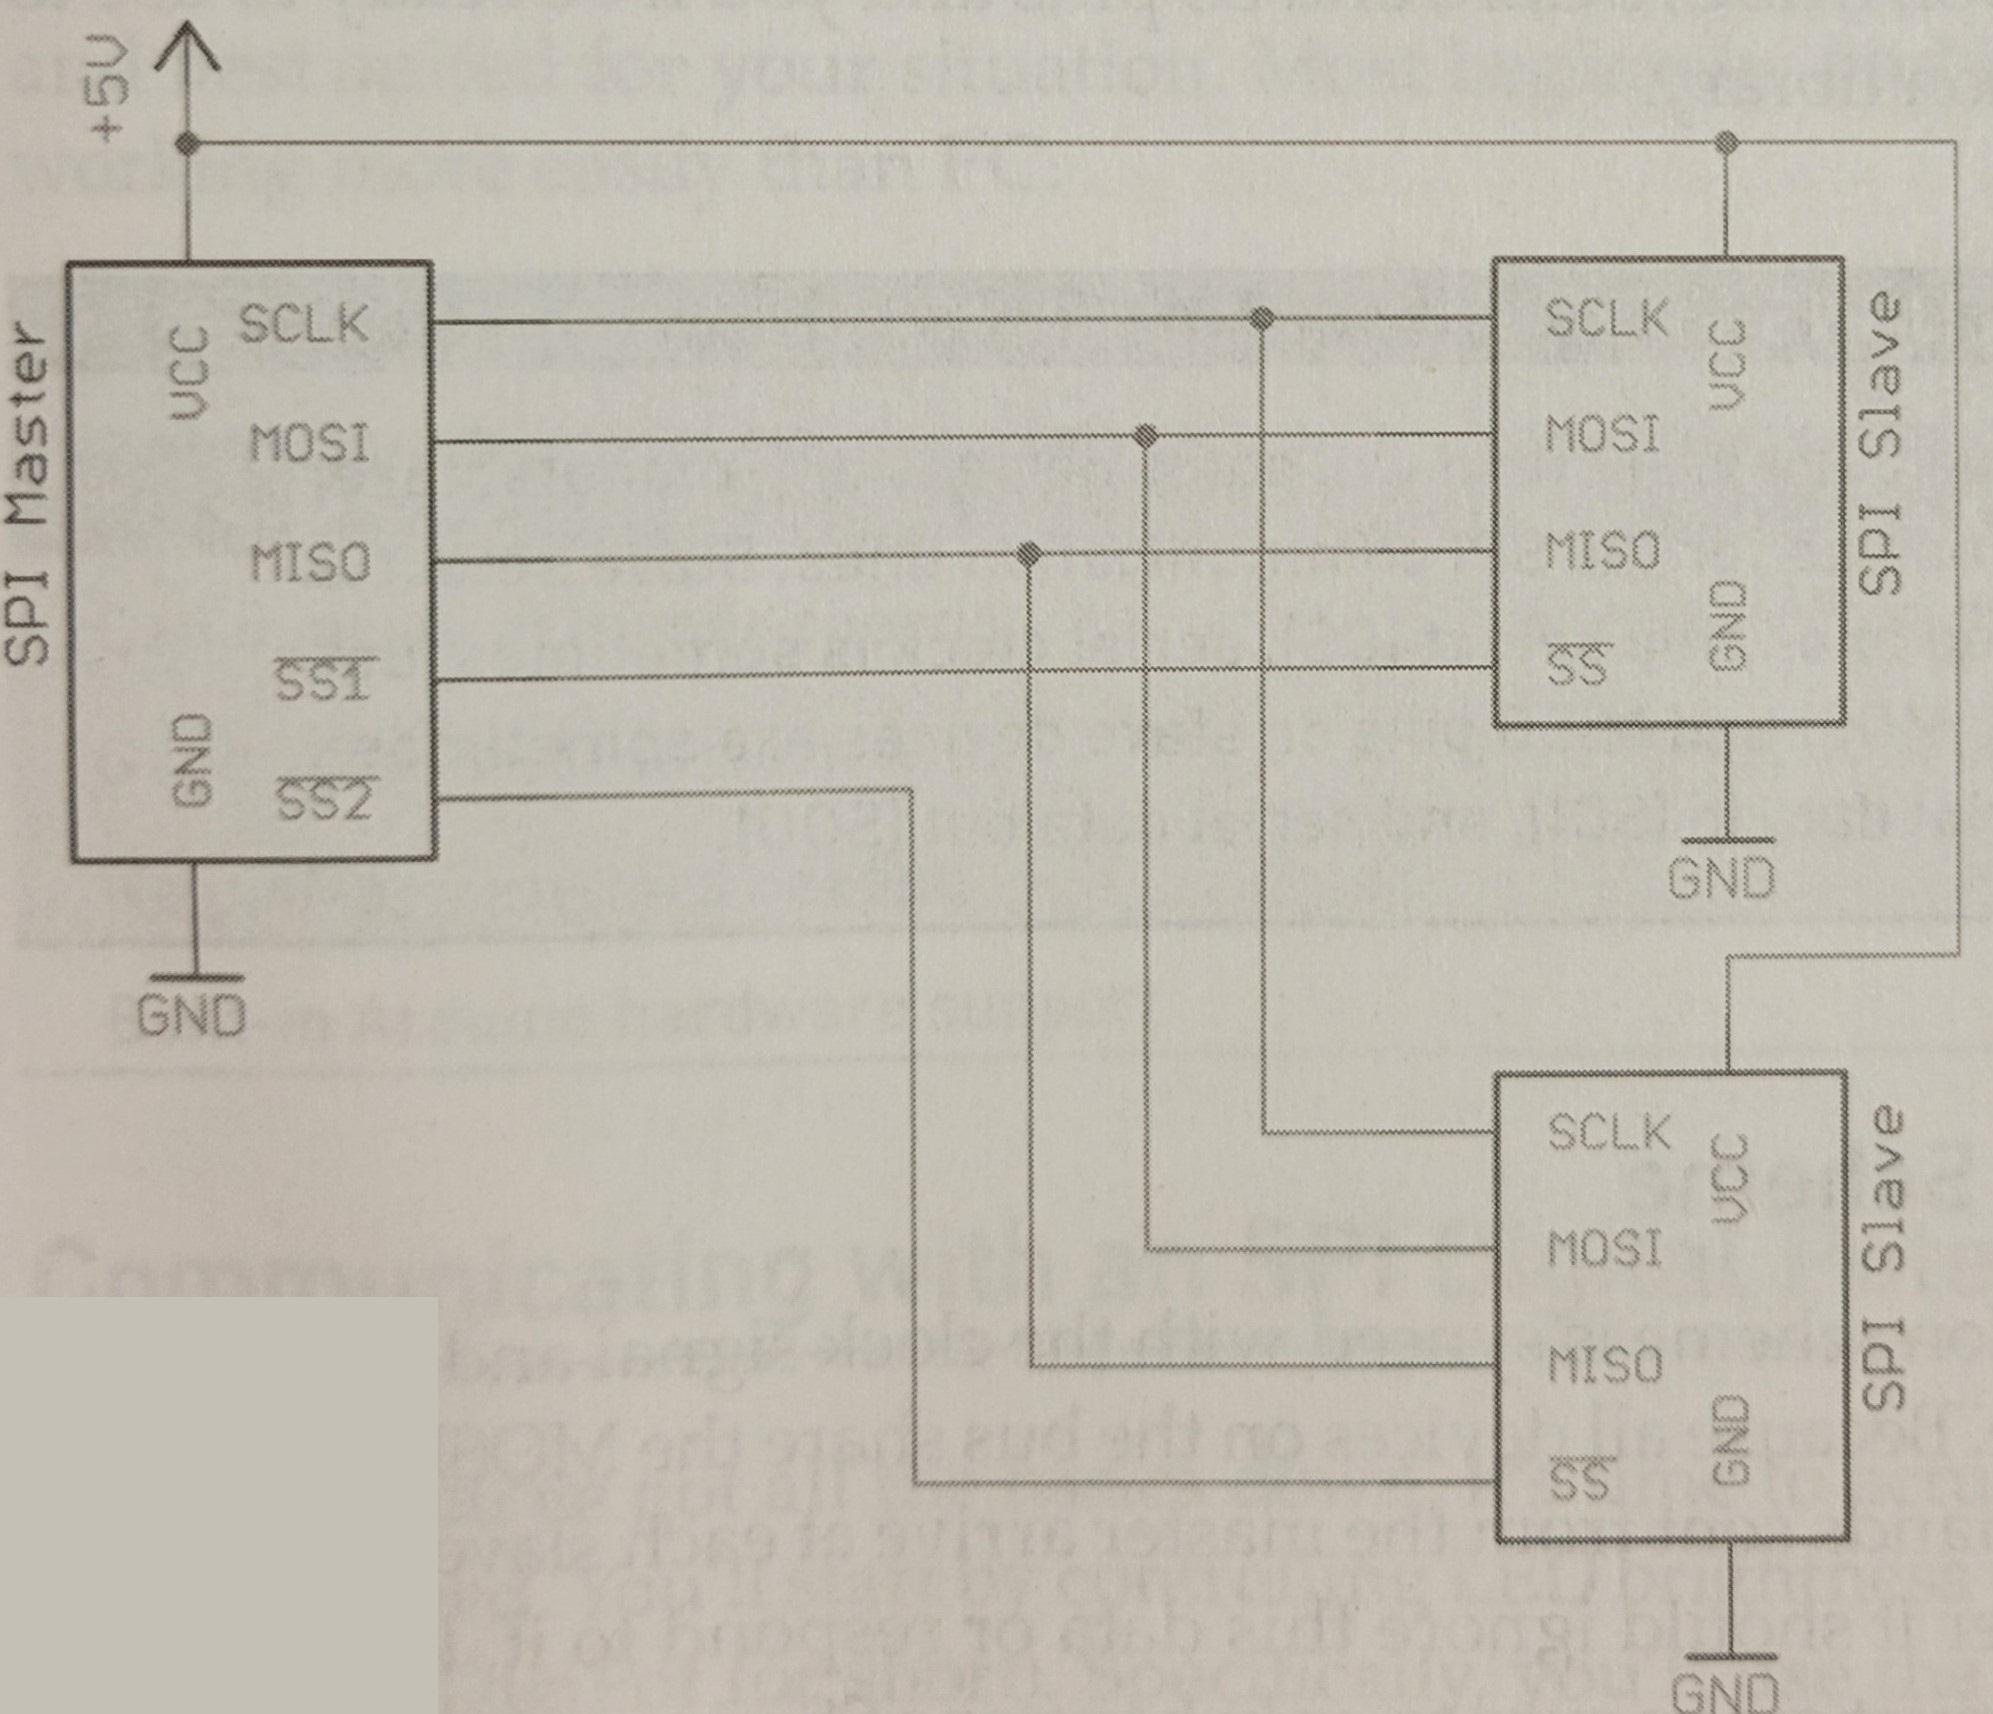 +5V
SPI Master
VCC
SCLK
MOSI
MISO
SS1
SS2
GND
GND
SCLK
MOSI
MISO
SS
VCC
GND
SPI Slave
GND
SCLK
MOSI
MISO
SS
VCC
GND
SPI Slave
GND